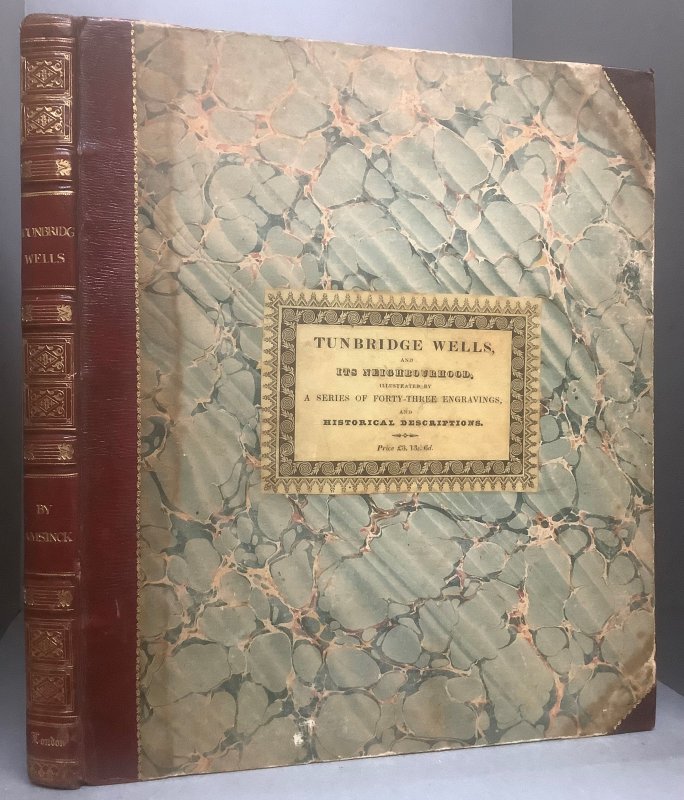 TUNBRIDG
WELLS
BY
AMSINCK
London
TUNBRIDGE WELLS,
AND
ITS NEIGHBOURHOOD,
ILLUSTRATED BY
A SERIES OF FORTY-THREE ENGRAVINGS,
AND
HISTORICAL DESCRIPTIONS.
Price £3. 13s. 6d.